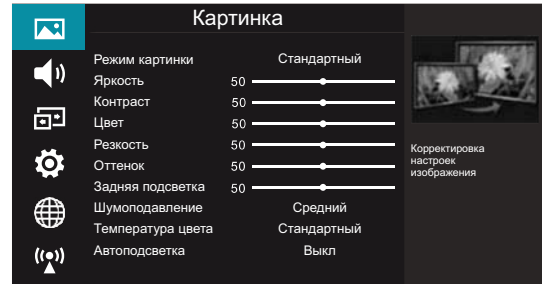 Картинка
Режим картинки Стандартный
Яркость 50
Контраст 50
Цвет 50
Резкость 50
Оттенок 50
Задняя подсветка 50
Шумоподавление Средний
Температура цвета Стандартный
Автоподсветка Выкл
Корректировка
настроек
изображения